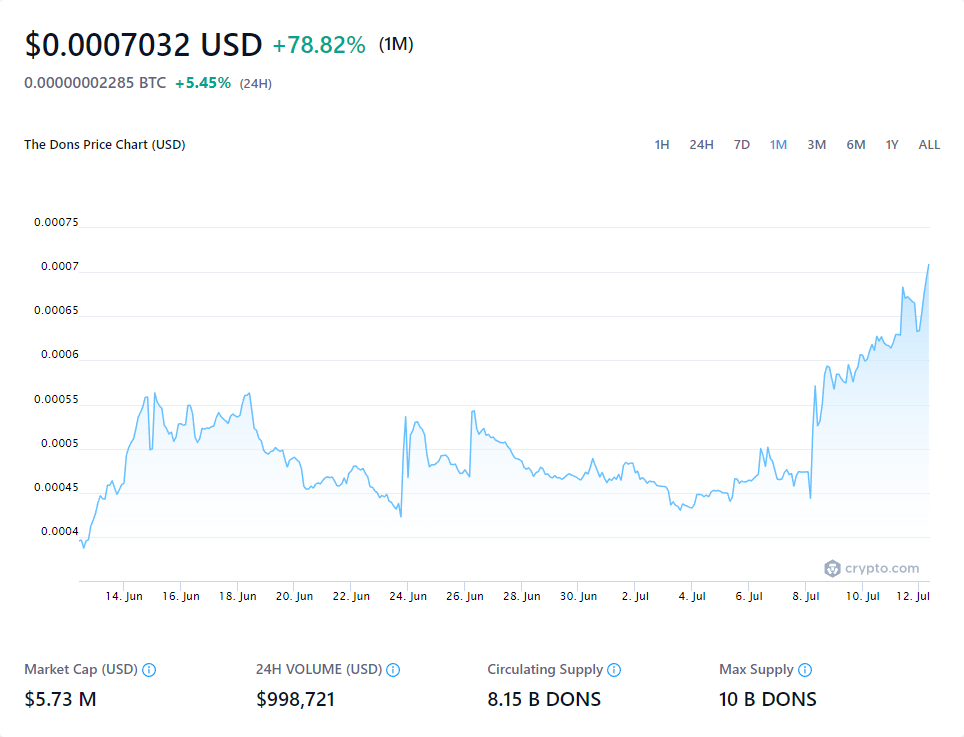 $0.0007032 USD +78.82% (1M)
0.00000002285 BTC +5.45% (24H)
The Dons Price Chart (USD) 1H 24H 7D 1M 3M 6M 1Y ALL
0.00075
0.0007
0.00065
0.0006
0.00055
0.0005
0.00045
0.0004
crypto.com
14. Jun 16. Jun 18. Jun 20. Jun 22. Jun 24. Jun 26. Jun 28. Jun 30. Jun 2. Jul 4. Jul 6. Jul 8. Jul 10. Jul 12. Jul
Market Cap (USD) 24H VOLUME (USD) Circulating Supply Max Supply
$5.73 M $998,721 8.15 B DONS 10 B DONS